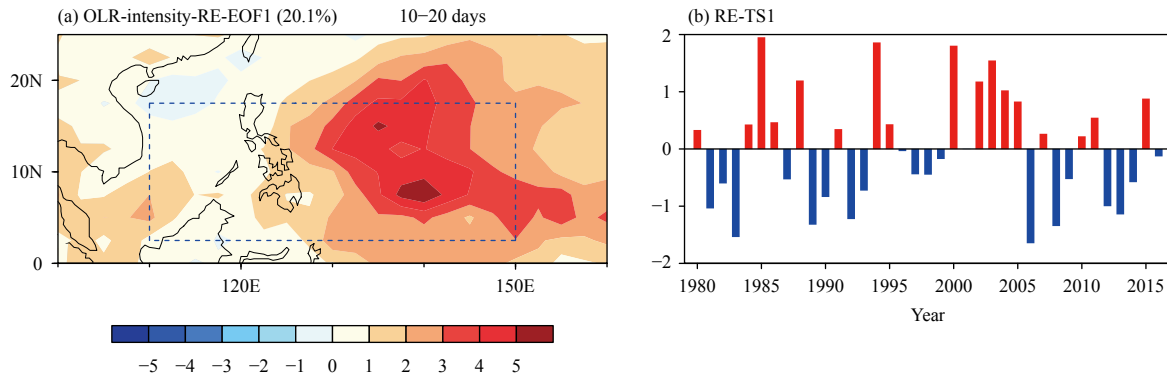 (a) OLR-intensity-RE-EOF1 (20.1%) 10−20 days
20N
10N
0
120E 150E
−5 −4 −3 −2 −1 0 1 2 3 4 5
(b) RE-TS1
2
1
0
−1
−2
1980 1985 1990 1995 2000 2005 2010 2015
Year